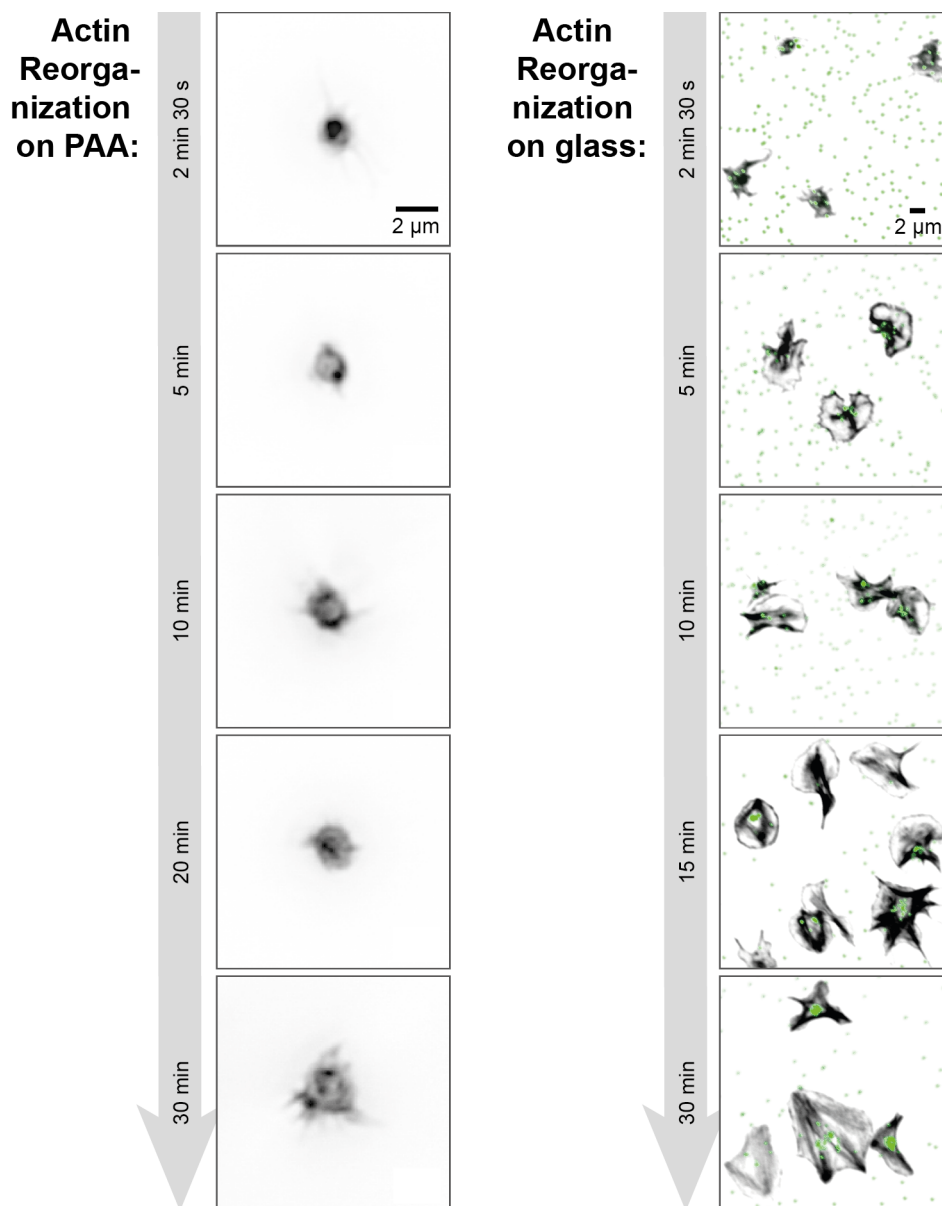 Actin
Reorga-
nization
on PAA:
2 min 30 s
2 µm
5 min
10 min
20 min
30 min
Actin
Reorga-
nization
on glass:
2 min 30 s
2 µm
5 min
10 min
15 min
30 min